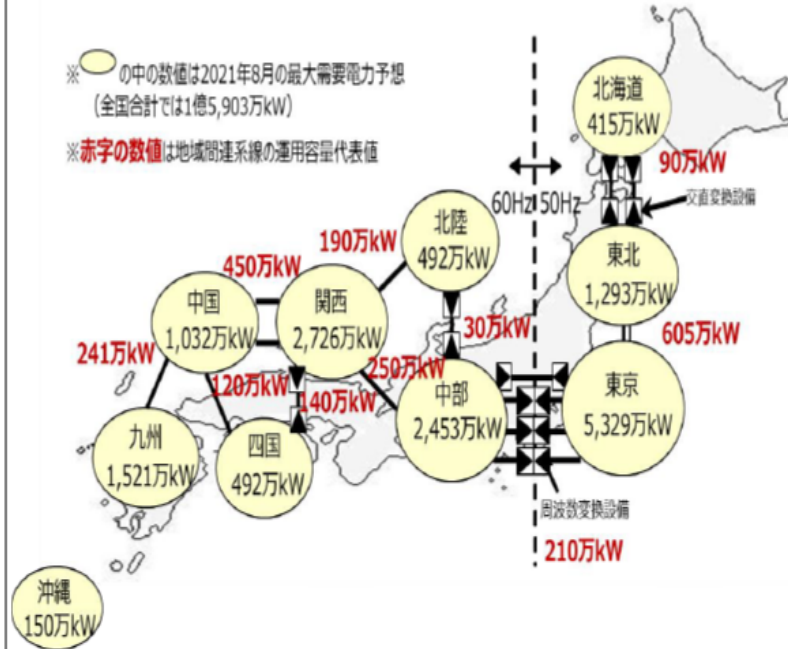 ※ の中の数値は2021年8月の最大需要電力予想
(全国合計では1億5,903万kW)
※赤字の数値は地域間連系線の運用容量代表値
北海道
415万kW
90万kW
交直変換設備
60Hz 50Hz
北陸
492万kW
190万kW
東北
1,293万kW
450万kW
中国
1,032万kW
関西
2,726万kW
30万kW
605万kW
241万kW
120万kW
250万kW
140万kW
中部
2,453万kW
東京
5,329万kW
九州
1,521万kW
四国
492万kW
周波数変換設備
210万kW
沖縄
150万kW